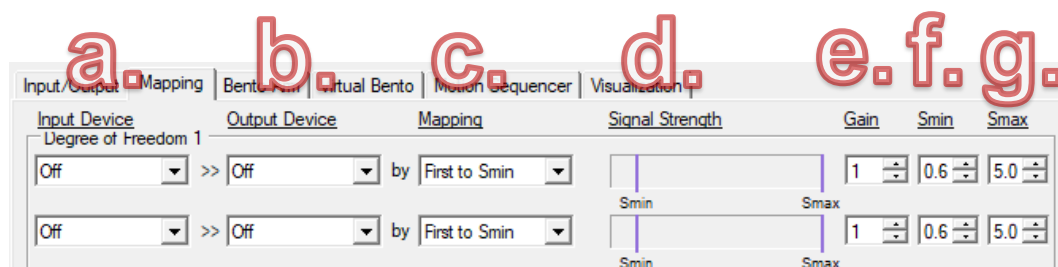 a. b. c. d. e. f. g.
Input/Output Mapping Bento Arm Virtual Bento Motion Sequencer Visualization
Input Device Output Device Mapping Signal Strength Gain Smin Smax
Degree of Freedom 1
Off >> Off by First to Smin 1 0.6 5.0
Smin Smax
Off >> Off by First to Smin 1 0.6 5.0
Smin Smax